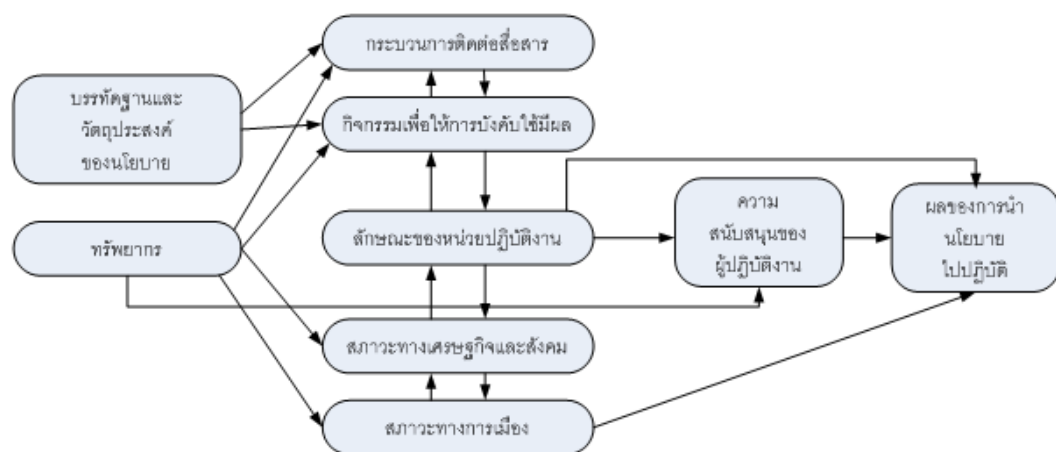 กระบวนการติดต่อสื่อสาร
บรรทัดฐานและ
วัตถุประสงค์
ของนโยบาย
กิจกรรมเพื่อให้การบังคับใช้มีผล
ทรัพยากร
ลักษณะของหน่วยปฏิบัติงาน
ความ
สนับสนุนของ
ผู้ปฏิบัติงาน
ผลของการนำ
นโยบาย
ไปปฏิบัติ
สภาวะทางเศรษฐกิจและสังคม
สภาวะทางการเมือง